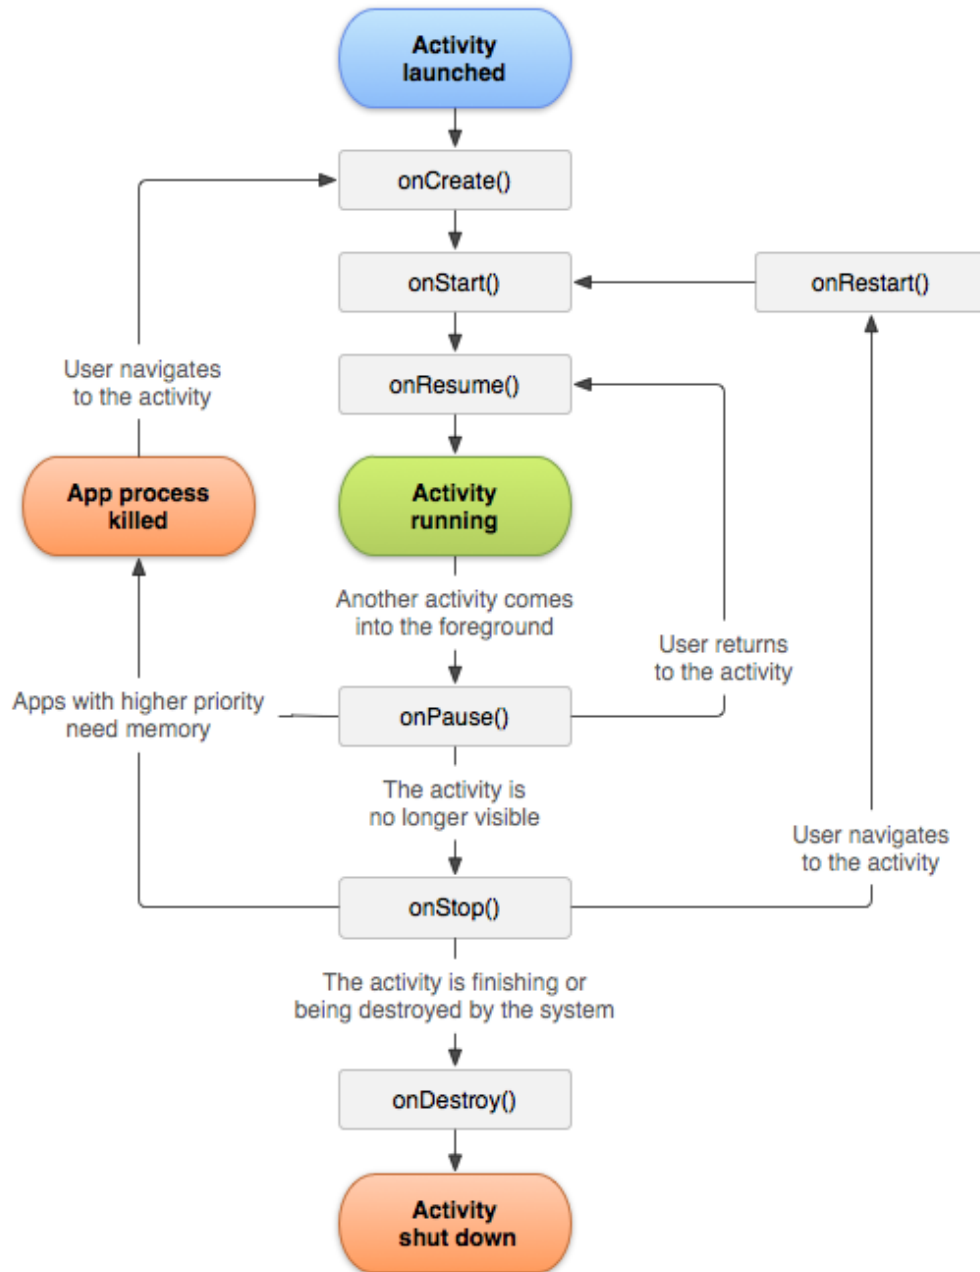 Activity
launched
onCreate()
onStart()
onRestart()
User navigates
to the activity
onResume()
App process
killed
Activity
running
Another activity comes
into the foreground
User returns
to the activity
Apps with higher priority
need memory
onPause()
The activity is
no longer visible
User navigates
to the activity
onStop()
The activity is finishing or
being destroyed by the system
onDestroy()
Activity
shut down